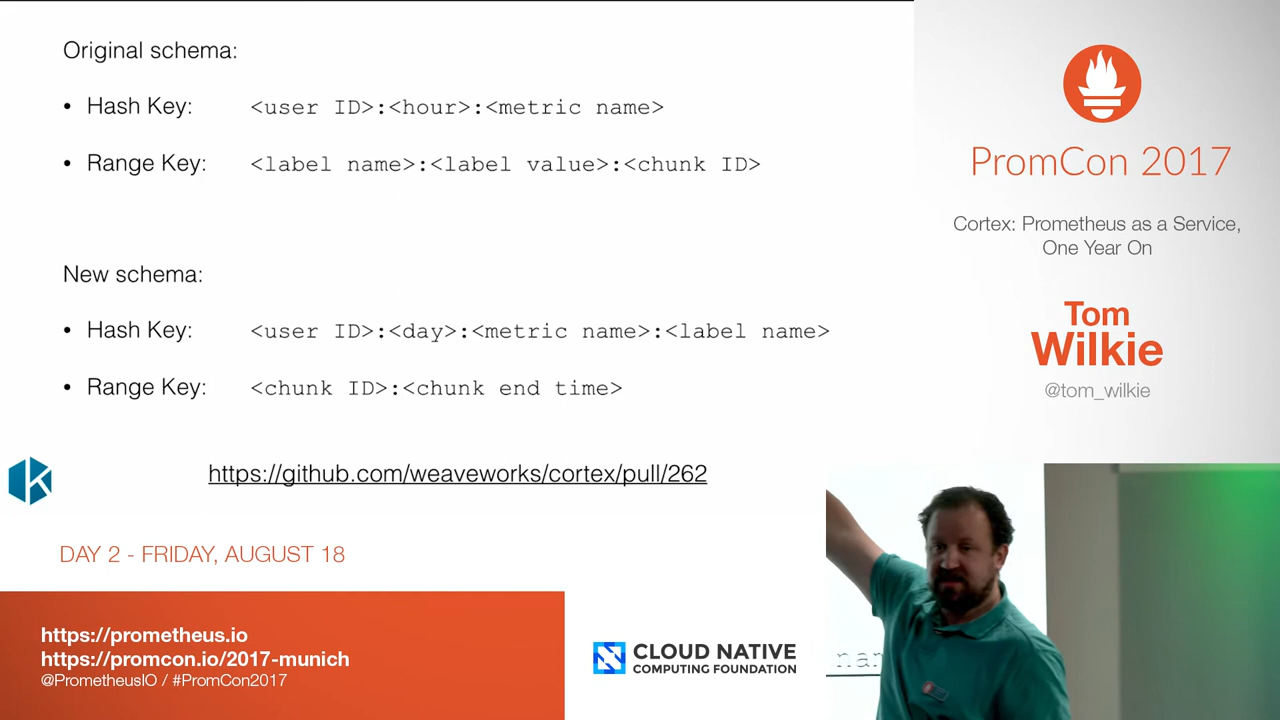 Original schema:
• Hash Key: <user ID>:<hour>:<metric name>
• Range Key: <label name>:<label value>:<chunk ID>
New schema:
• Hash Key: <user ID>:<day>:<metric name>:<label name>
• Range Key: <chunk ID>:<chunk end time>
https://github.com/weaveworks/cortex/pull/262
DAY 2 - FRIDAY, AUGUST 18
https://prometheus.io
https://promcon.io/2017-munich
@PrometheusIO / #PromCon2017
CLOUD NATIVE
COMPUTING FOUNDATION
PromCon 2017
Cortex: Prometheus as a Service,
One Year On
Tom
Wilkie
@tom_wilkie